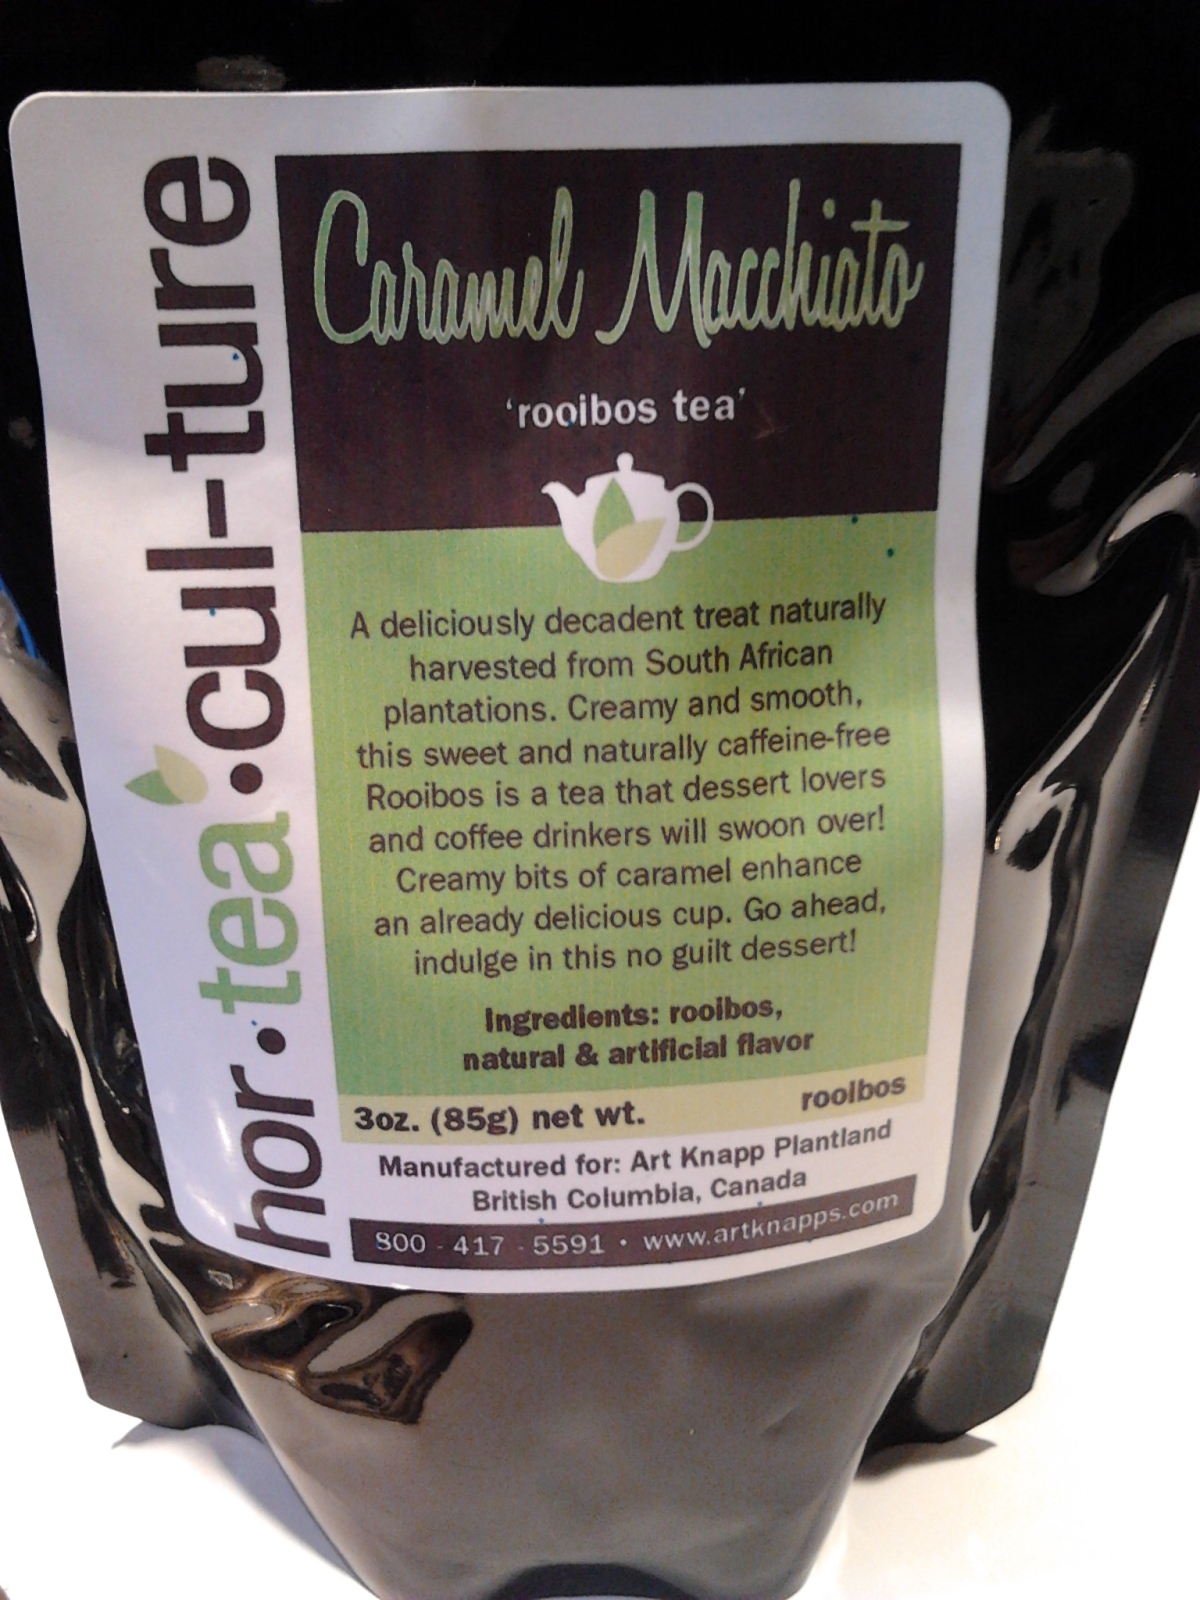 hor·tea·cul-ture
Caramel Macchiato
‘rooibos tea’
A deliciously decadent treat naturally
harvested from South African
plantations. Creamy and smooth,
this sweet and naturally caffeine-free
Rooibos is a tea that dessert lovers
and coffee drinkers will swoon over!
Creamy bits of caramel enhance
an already delicious cup. Go ahead,
indulge in this no guilt dessert!
Ingredients: rooibos,
natural & artificial flavor
3oz. (85g) net wt. rooibos
Manufactured for: Art Knapp Plantland
British Columbia, Canada
800 - 417 - 5591 • www.artknapps.com